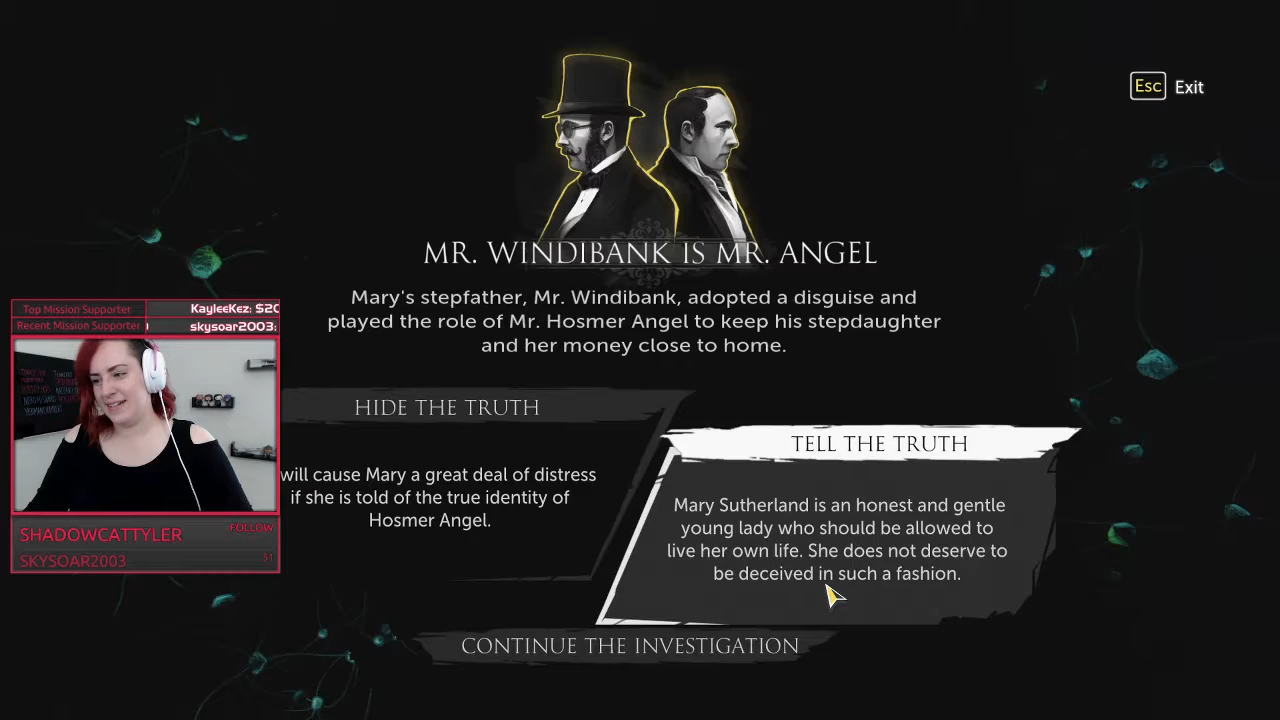 Esc Exit
MR. WINDIBANK IS MR. ANGEL
Mary's stepfather, Mr. Windibank, adopted a disguise and
played the role of Mr. Hosmer Angel to keep his stepdaughter
and her money close to home.
Top Mission Supporter KayleeKez: $20
Recent Mission Supporter skysoar2003:
HIDE THE TRUTH
will cause Mary a great deal of distress
if she is told of the true identity of
Hosmer Angel.
TELL THE TRUTH
Mary Sutherland is an honest and gentle
young lady who should be allowed to
live her own life. She does not deserve to
be deceived in such a fashion.
SHADOWCATTYLER FOLLOW
SKYSOAR2003 51
CONTINUE THE INVESTIGATION